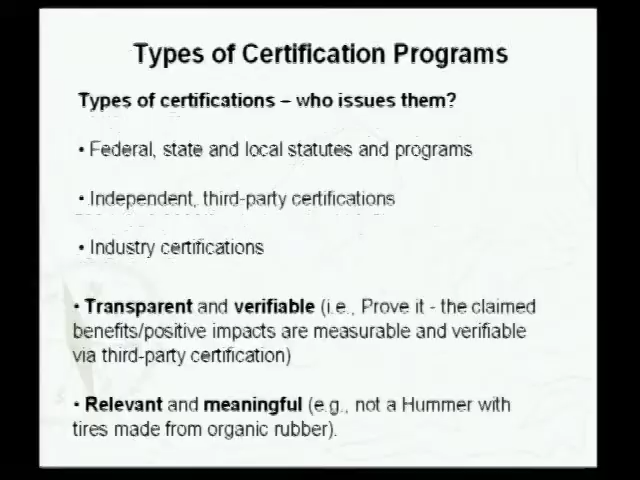 Types of Certification Programs
Types of certifications – who issues them?
• Federal, state and local statutes and programs
• Independent, third-party certifications
• Industry certifications
• Transparent and verifiable (i.e., Prove it - the claimed
benefits/positive impacts are measurable and verifiable
via third-party certification)
• Relevant and meaningful (e.g., not a Hummer with
tires made from organic rubber).